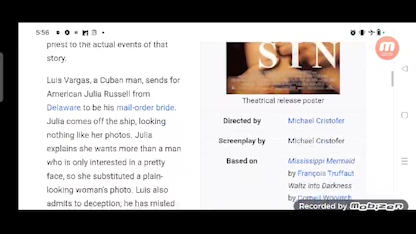 5:56
priest to the actual events of that
story.
Luis Vargas, a Cuban man, sends for
American Julia Russell from
Delaware to be his mail-order bride.
Julia comes off the ship, looking
nothing like her photos. Julia
explains she wants more than a man
who is only interested in a pretty
face, so she substituted a plain-
looking woman's photo. Luis also
admits to deception; he has misled
SIN
Theatrical release poster
Directed by Michael Cristofer
Screenplay by Michael Cristofer
Based on Mississippi Mermaid
by François Truffaut
Waltz into Darkness
by Cornell Woolrich
Recorded by Mobizen